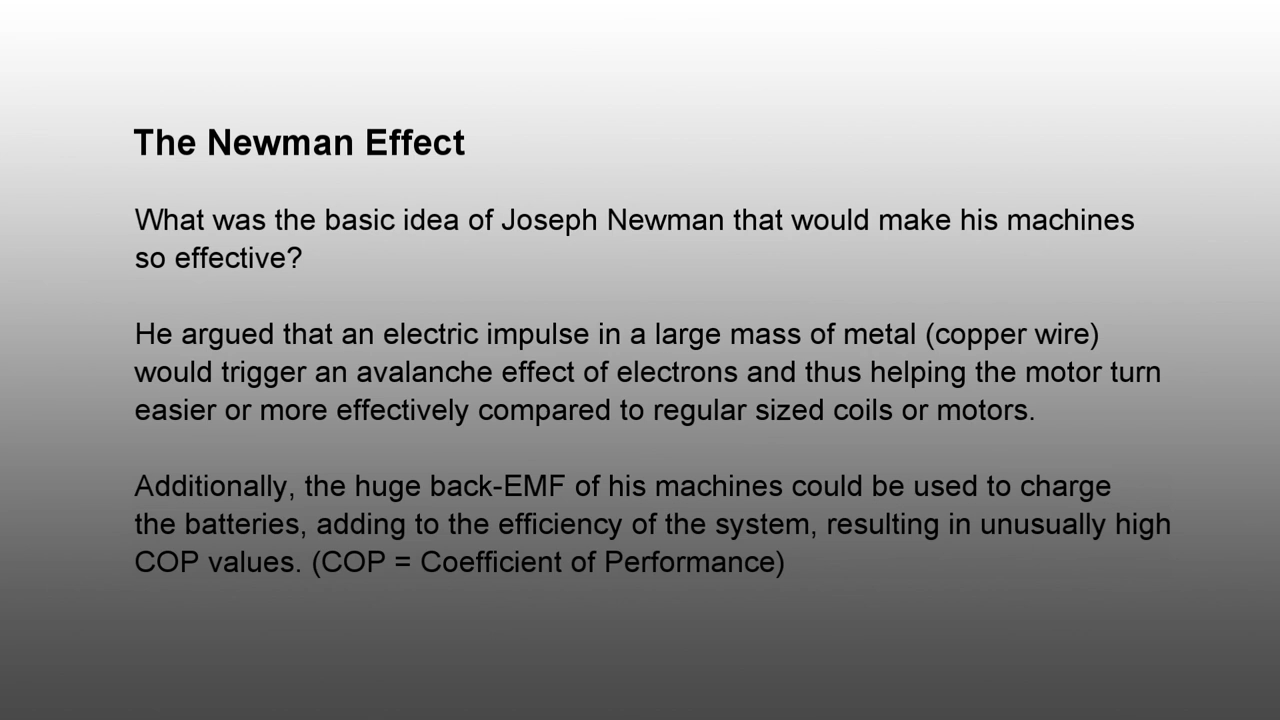 The Newman Effect
What was the basic idea of Joseph Newman that would make his machines
so effective?
He argued that an electric impulse in a large mass of metal (copper wire)
would trigger an avalanche effect of electrons and thus helping the motor turn
easier or more effectively compared to regular sized coils or motors.
Additionally, the huge back-EMF of his machines could be used to charge
the batteries, adding to the efficiency of the system, resulting in unusually high
COP values. (COP = Coefficient of Performance)